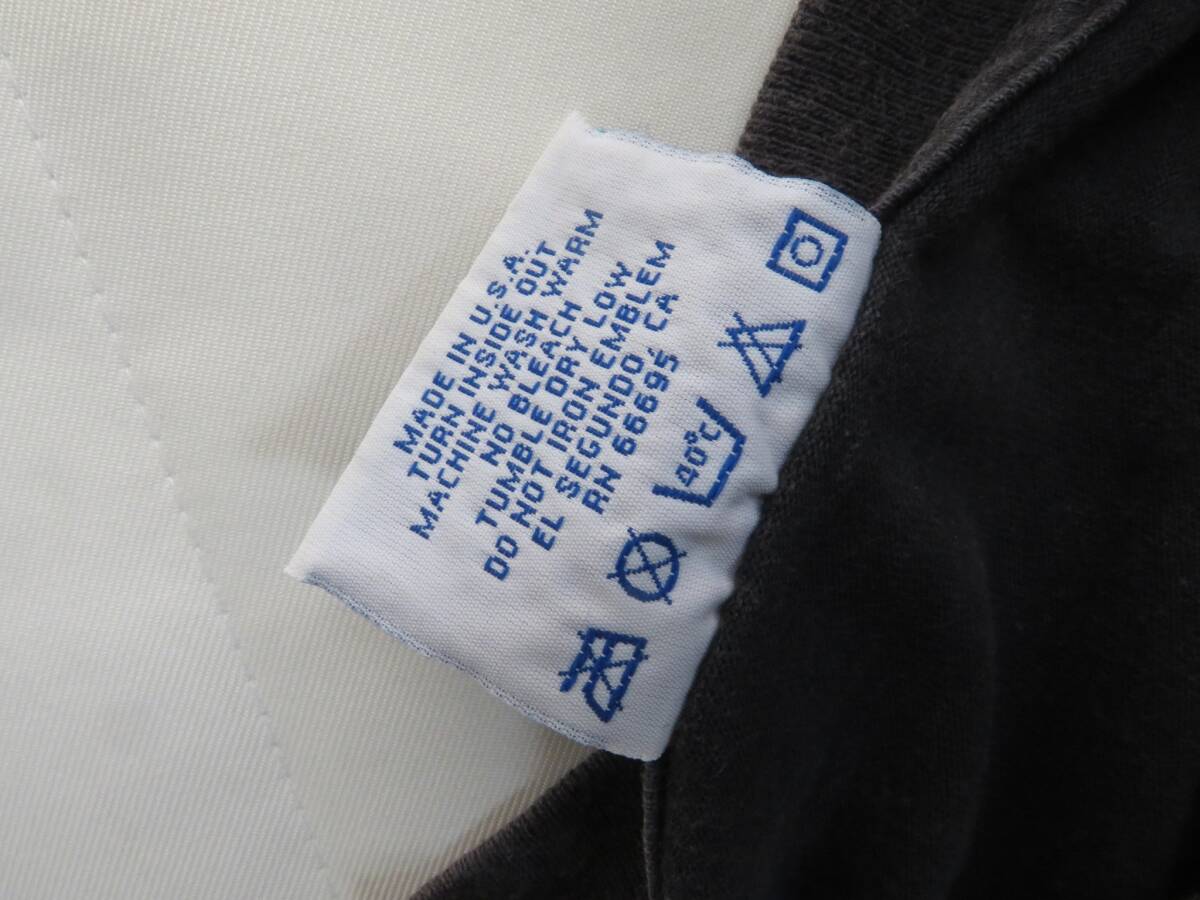 MADE IN U.S.A.
TURN INSIDE OUT
MACHINE WASH WARM
NO BLEACH
TUMBLE DRY LOW
DO NOT IRON EMBLEM
EL SEGUNDO CA
RN 66695
40°C